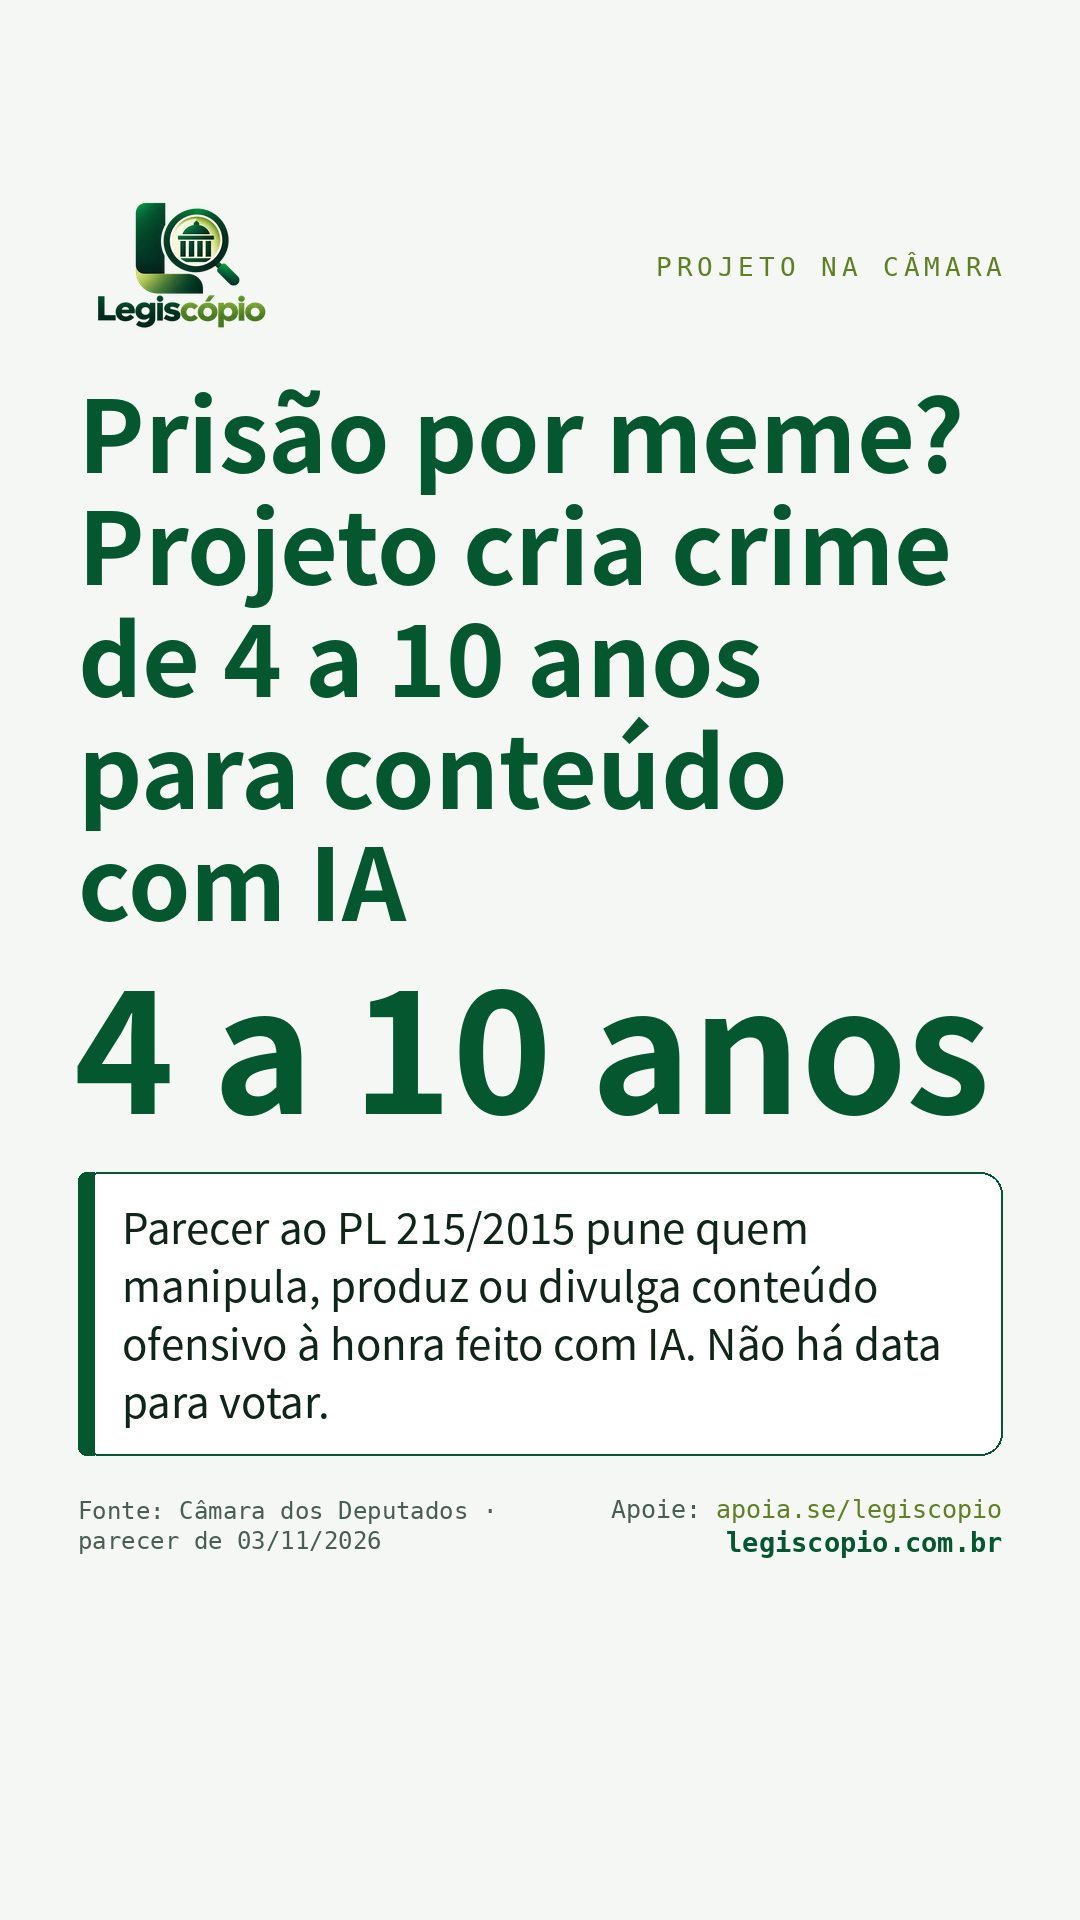 Legiscópio
PROJETO NA CÂMARA
Prisão por meme?
Projeto cria crime
de 4 a 10 anos
para conteúdo
com IA
4 a 10 anos
Parecer ao PL 215/2015 pune quem
manipula, produz ou divulga conteúdo
ofensivo à honra feito com IA. Não há data
para votar.
Fonte: Câmara dos Deputados ·
parecer de 03/11/2026
Apoie: apoia.se/legiscopio
legiscopio.com.br